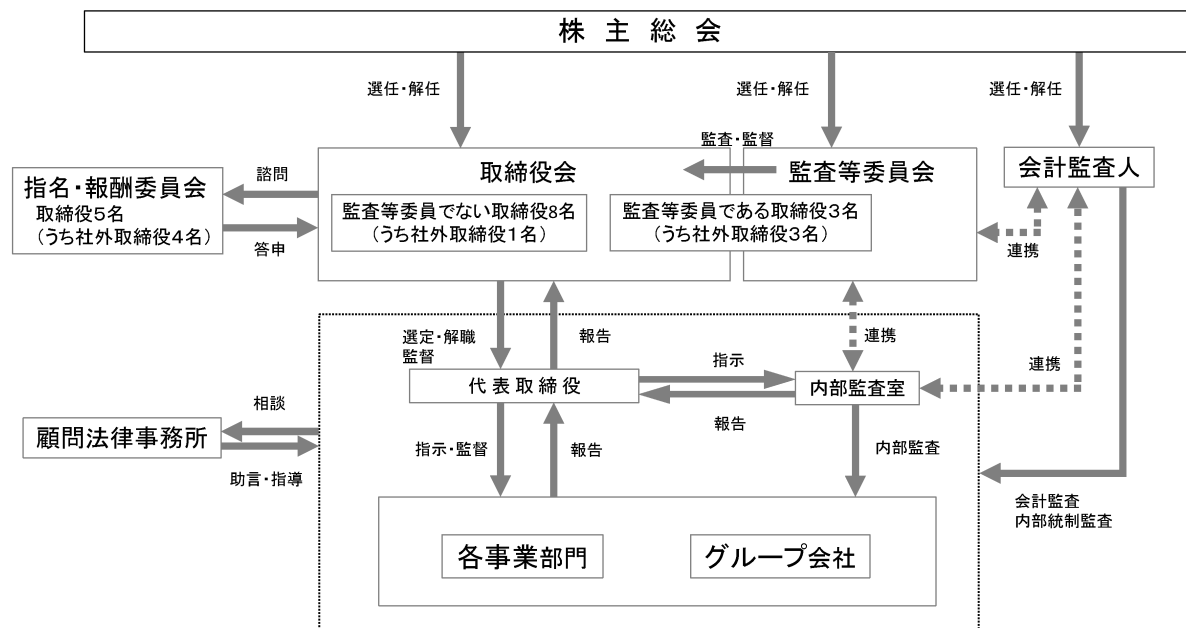 株主総会
選任・解任
選任・解任
選任・解任
監査・監督
取締役会
監査等委員会
会計監査人
指名・報酬委員会
取締役5名
(うち社外取締役4名)
諮問
答申
監査等委員でない取締役8名
(うち社外取締役1名)
監査等委員である取締役3名
(うち社外取締役3名)
連携
選定・解職
監督
報告
連携
連携
指示
代表取締役
内部監査室
報告
相談
顧問法律事務所
助言・指導
指示・監督
報告
内部監査
会計監査
内部統制監査
各事業部門
グループ会社